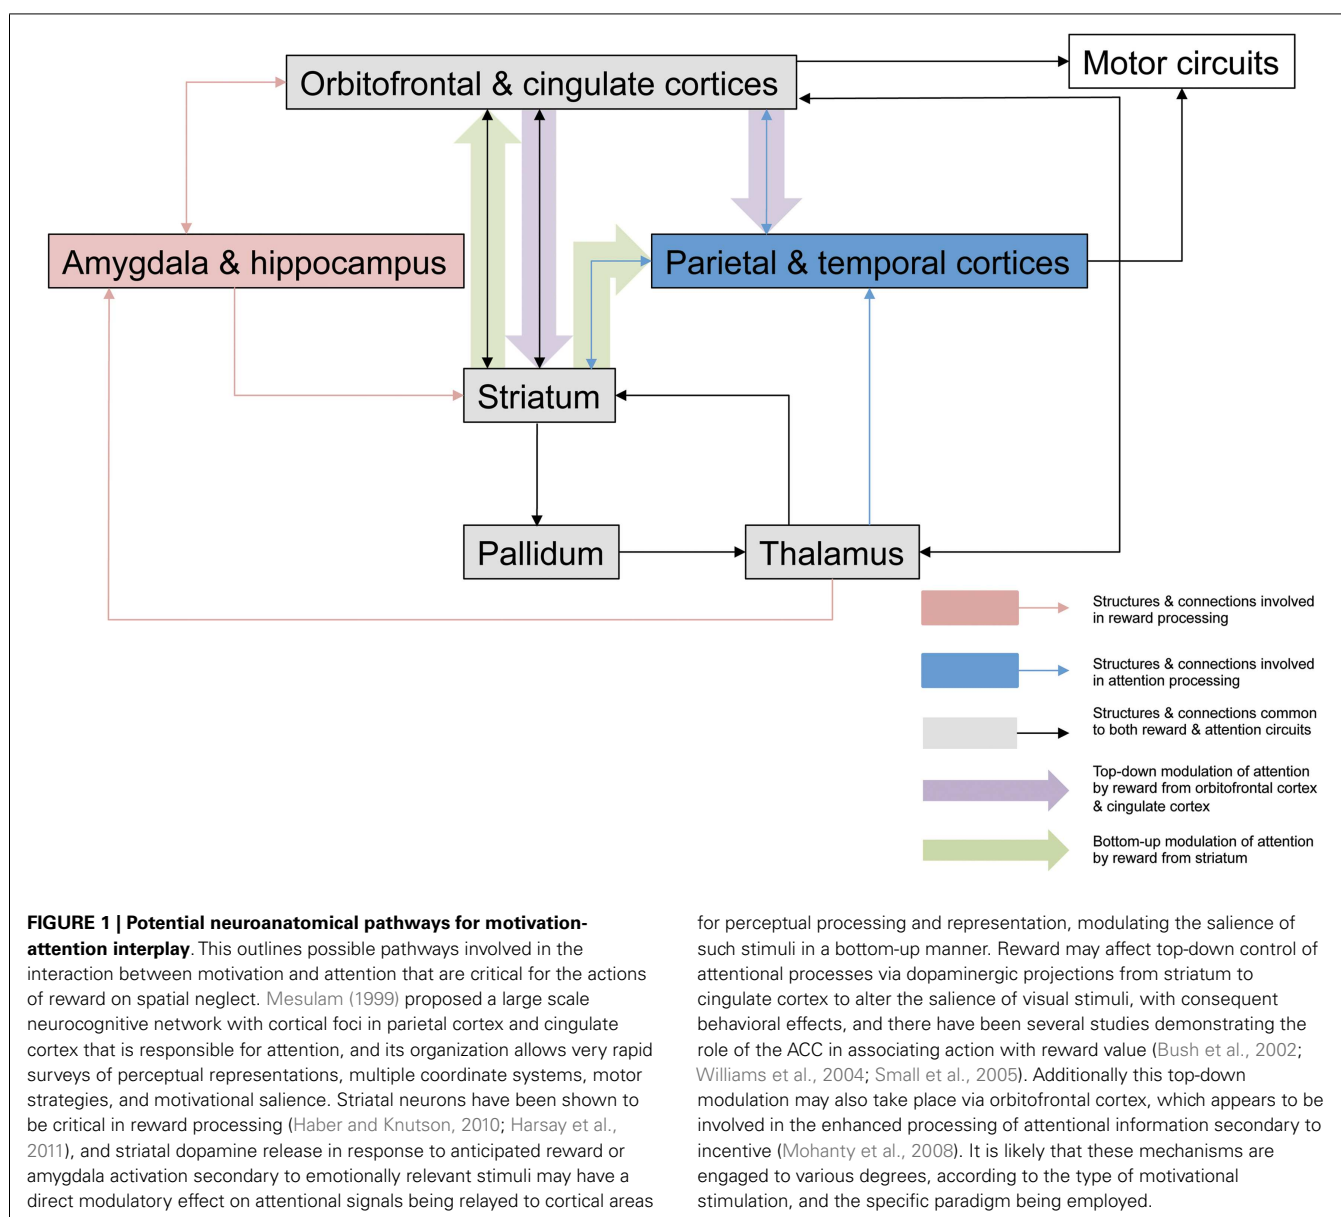 Orbitofrontal & cingulate cortices
Motor circuits
Amygdala & hippocampus
Parietal & temporal cortices
Striatum
Pallidum
Thalamus
Structures & connections involved
in reward processing
Structures & connections involved
in attention processing
Structures & connections common
to both reward & attention circuits
Top-down modulation of attention
by reward from orbitofrontal cortex
& cingulate cortex
Bottom-up modulation of attention
by reward from striatum
FIGURE 1 | Potential neuroanatomical pathways for motivation-
attention interplay. This outlines possible pathways involved in the
interaction between motivation and attention that are critical for the actions
of reward on spatial neglect. Mesulam (1999) proposed a large scale
neurocognitive network with cortical foci in parietal cortex and cingulate
cortex that is responsible for attention, and its organization allows very rapid
surveys of perceptual representations, multiple coordinate systems, motor
strategies, and motivational salience. Striatal neurons have been shown to
be critical in reward processing (Haber and Knutson, 2010; Harsay et al.,
2011), and striatal dopamine release in response to anticipated reward or
amygdala activation secondary to emotionally relevant stimuli may have a
direct modulatory effect on attentional signals being relayed to cortical areas
for perceptual processing and representation, modulating the salience of
such stimuli in a bottom-up manner. Reward may affect top-down control of
attentional processes via dopaminergic projections from striatum to
cingulate cortex to alter the salience of visual stimuli, with consequent
behavioral effects, and there have been several studies demonstrating the
role of the ACC in associating action with reward value (Bush et al., 2002;
Williams et al., 2004; Small et al., 2005). Additionally this top-down
modulation may also take place via orbitofrontal cortex, which appears to be
involved in the enhanced processing of attentional information secondary to
incentive (Mohanty et al., 2008). It is likely that these mechanisms are
engaged to various degrees, according to the type of motivational
stimulation, and the specific paradigm being employed.